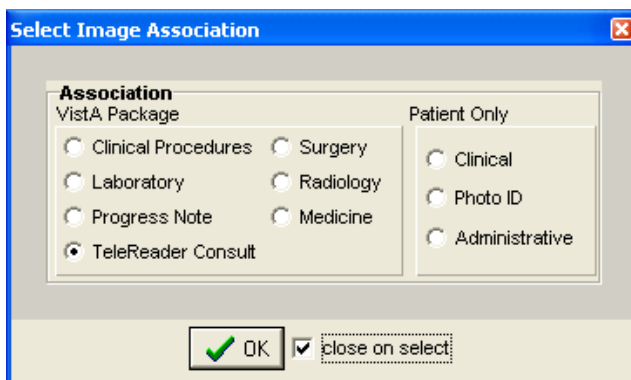 Select Image Association
Association
VistA Package
Patient Only
Clinical Procedures
Surgery
Laboratory
Radiology
Progress Note
Medicine
TeleReader Consult
Clinical
Photo ID
Administrative
OK
close on select